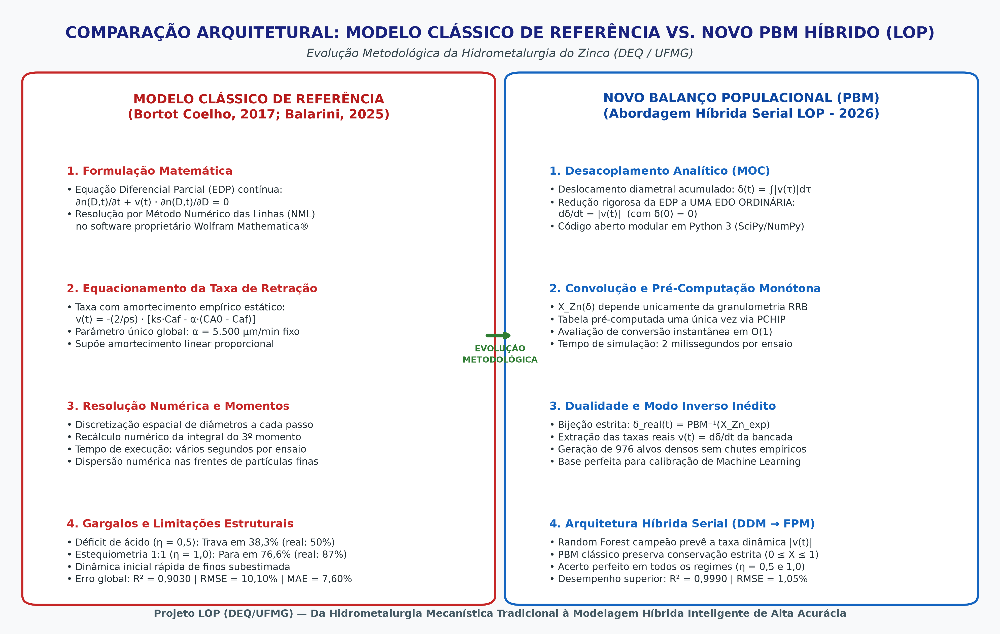 COMPARAÇÃO ARQUITETURAL: MODELO CLÁSSICO DE REFERÊNCIA VS. NOVO PBM HÍBRIDO (LOP)
Evolução Metodológica da Hidrometalurgia do Zinco (DEQ / UFMG)
MODELO CLÁSSICO DE REFERÊNCIA
(Bortot Coelho, 2017; Balarini, 2025)
1. Formulação Matemática
• Equação Diferencial Parcial (EDP) contínua:
∂n(D,t)/∂t + v(t) · ∂n(D,t)/∂D = 0
• Resolução por Método Numérico das Linhas (NML)
no software proprietário Wolfram Mathematica®
2. Equacionamento da Taxa de Retração
• Taxa com amortecimento empírico estático:
v(t) = -(2/ρs) · [ks·Caf - α·(CA0 - Caf)]
• Parâmetro único global: α = 5.500 µm/min fixo
• Supõe amortecimento linear proporcional
3. Resolução Numérica e Momentos
• Discretização espacial de diâmetros a cada passo
• Recálculo numérico da integral do 3º momento
• Tempo de execução: vários segundos por ensaio
• Dispersão numérica nas frentes de partículas finas
4. Gargalos e Limitações Estruturais
• Déficit de ácido (η = 0,5): Trava em 38,3% (real: 50%)
• Estequiometria 1:1 (η = 1,0): Para em 76,6% (real: 87%)
• Dinâmica inicial rápida de finos subestimada
• Erro global: R² = 0,9030 | RMSE = 10,10% | MAE = 7,60%
EVOLUÇÃO
METODOLÓGICA
NOVO BALANÇO POPULACIONAL (PBM)
(Abordagem Híbrida Serial LOP - 2026)
1. Desacoplamento Analítico (MOC)
• Deslocamento diametral acumulado: δ(t) = ∫|v(τ)|dτ
• Redução rigorosa da EDP a UMA EDO ORDINÁRIA:
dδ/dt = |v(t)|  (com δ(0) = 0)
• Código aberto modular em Python 3 (SciPy/NumPy)
2. Convolução e Pré-Computação Monótona
• X_Zn(δ) depende unicamente da granulometria RRB
• Tabela pré-computada uma única vez via PCHIP
• Avaliação de conversão instantânea em O(1)
• Tempo de simulação: 2 milissegundos por ensaio
3. Dualidade e Modo Inverso Inédito
• Bijeção estrita: δ_real(t) = PBM⁻¹(X_Zn_exp)
• Extração das taxas reais v(t) = dδ/dt da bancada
• Geração de 976 alvos densos sem chutes empíricos
• Base perfeita para calibração de Machine Learning
4. Arquitetura Híbrida Serial (DDM → FPM)
• Random Forest campeão prevê a taxa dinâmica |v(t)|
• PBM clássico preserva conservação estrita (0 ≤ X ≤ 1)
• Acerto perfeito em todos os regimes (η = 0,5 e 1,0)
• Desempenho superior: R² = 0,9990 | RMSE = 1,05%
Projeto LOP (DEQ/UFMG) — Da Hidrometalurgia Mecanística Tradicional à Modelagem Híbrida Inteligente de Alta Acurácia